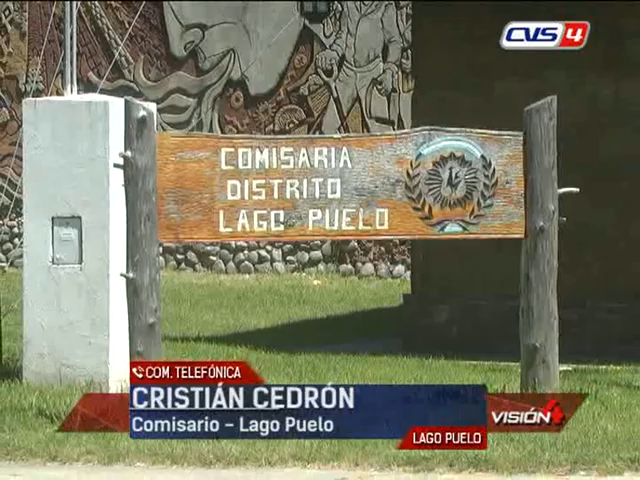 CVS 4
COMISARIA
DISTRITO
LAGO PUELO
COM. TELEFÓNICA
CRISTIÁN CEDRÓN
Comisario – Lago Puelo
VISIÓN 4
LAGO PUELO